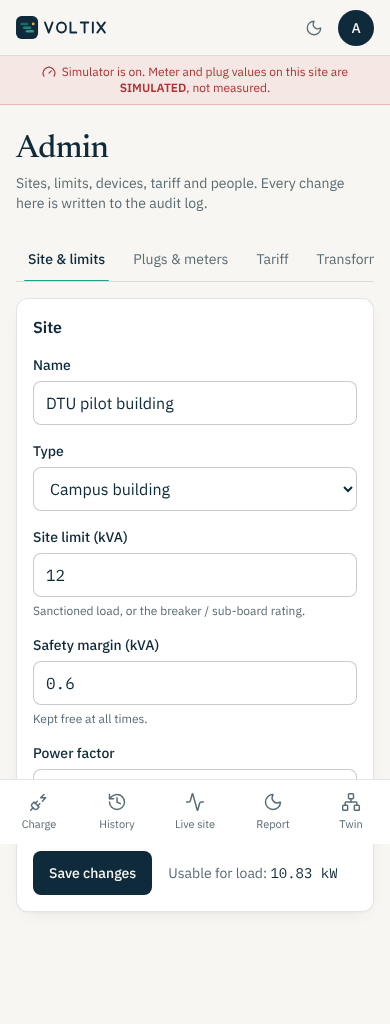 VOLTIX
A
Simulator is on. Meter and plug values on this site are
SIMULATED, not measured.
Admin
Sites, limits, devices, tariff and people. Every change
here is written to the audit log.
Site & limits
Plugs & meters
Tariff
Transforr
Site
Name
DTU pilot building
Type
Campus building
Site limit (kVA)
12
Sanctioned load, or the breaker / sub-board rating.
Safety margin (kVA)
0.6
Kept free at all times.
Power factor
Charge
History
Live site
Report
Twin
Save changes
Usable for load: 10.83 kW